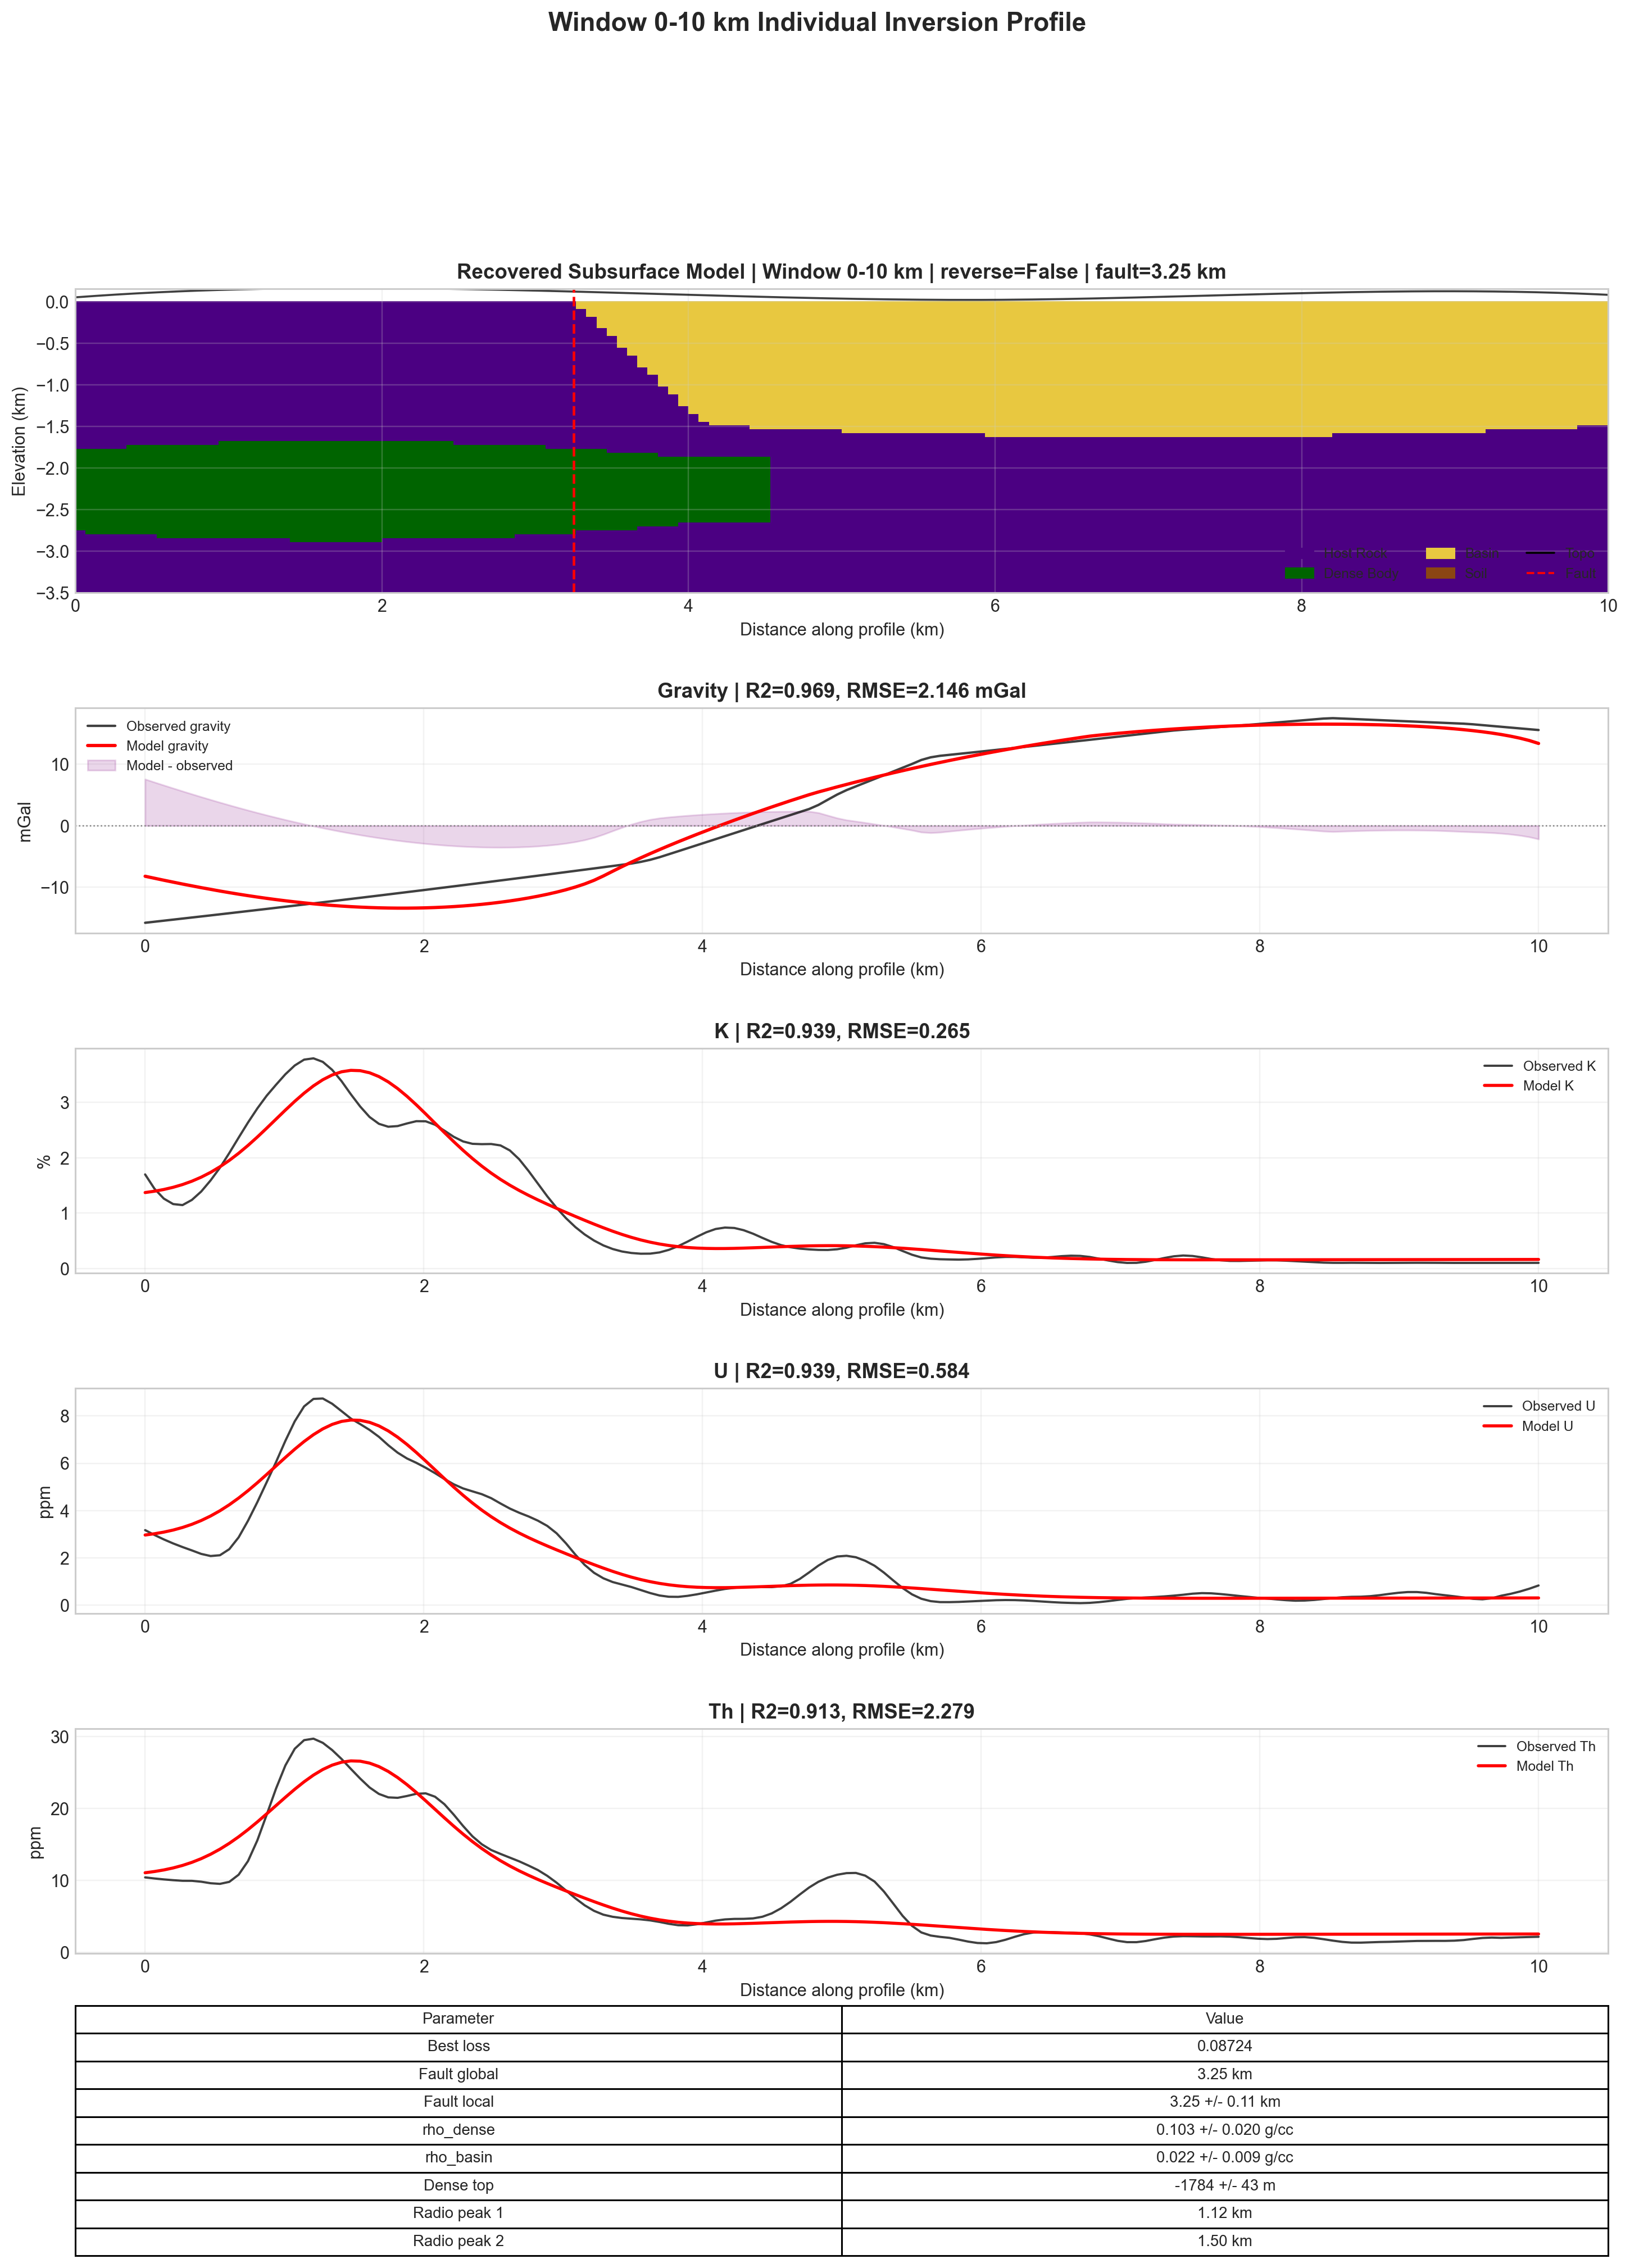 Window 0-10 km Individual Inversion Profile
Recovered Subsurface Model | Window 0-10 km | reverse=False | fault=3.25 km
Elevation (km)
0.0
−0.5
−1.0
−1.5
−2.0
−2.5
−3.0
−3.5
0 2 4 6 8 10
Distance along profile (km)
Gravity | R2=0.969, RMSE=2.146 mGal
Observed gravity
Model gravity
Model - observed
mGal
10
0
−10
0 2 4 6 8 10
Distance along profile (km)
K | R2=0.939, RMSE=0.265
Observed K
Model K
%
3
2
1
0
0 2 4 6 8 10
Distance along profile (km)
U | R2=0.939, RMSE=0.584
Observed U
Model U
ppm
8
6
4
2
0
0 2 4 6 8 10
Distance along profile (km)
Th | R2=0.913, RMSE=2.279
Observed Th
Model Th
ppm
30
20
10
0
0 2 4 6 8 10
Distance along profile (km)
Parameter Value
Best loss 0.08724
Fault global 3.25 km
Fault local 3.25 +/- 0.11 km
rho_dense 0.103 +/- 0.020 g/cc
rho_basin 0.022 +/- 0.009 g/cc
Dense top -1784 +/- 43 m
Radio peak 1 1.12 km
Radio peak 2 1.50 km